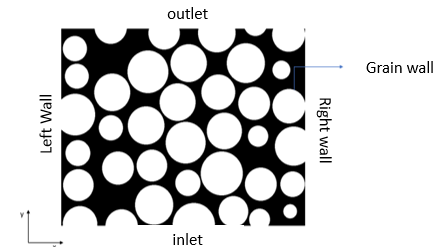 outlet
Grain wall
Left Wall
Right wall
y
inlet